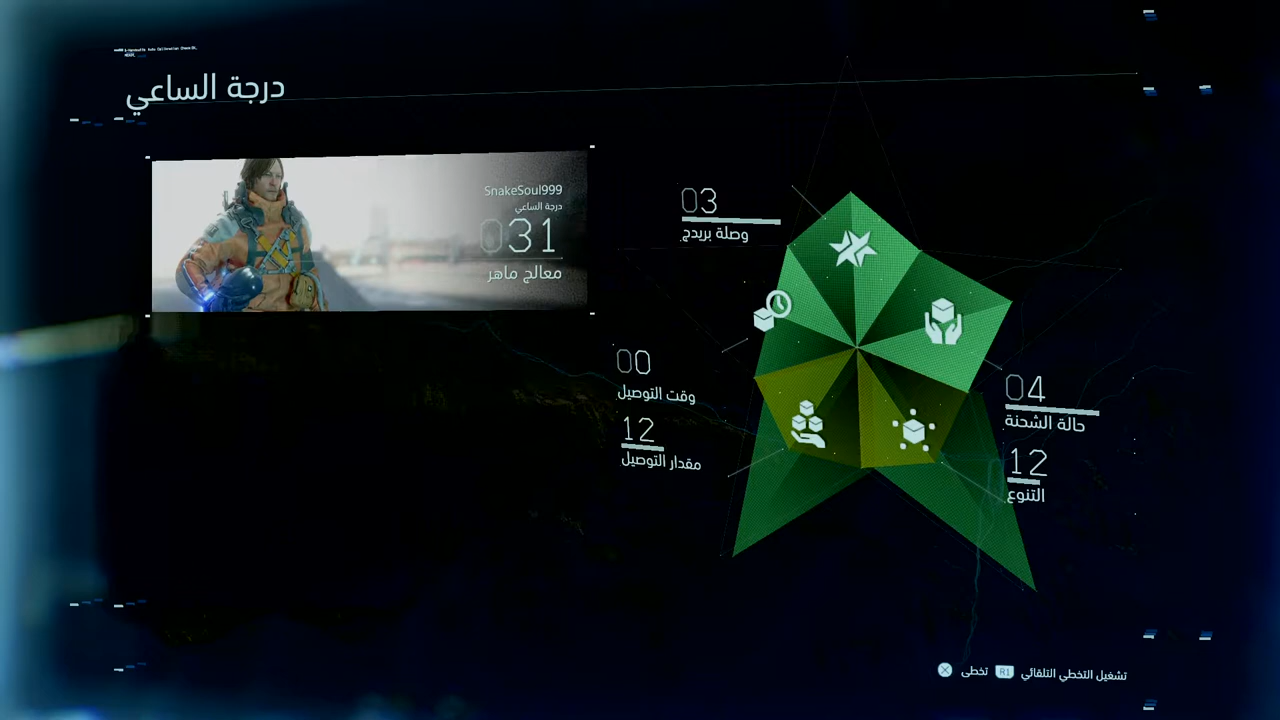 درجة الساعي
SnakeSoul999
درجة الساعي
031
معالج ماهر
03
وصلة بريدج
00
وقت التوصيل
12
مقدار التوصيل
04
حالة الشحنة
12
التنوع
تشغيل التخطي التلقائي R1 تخطى